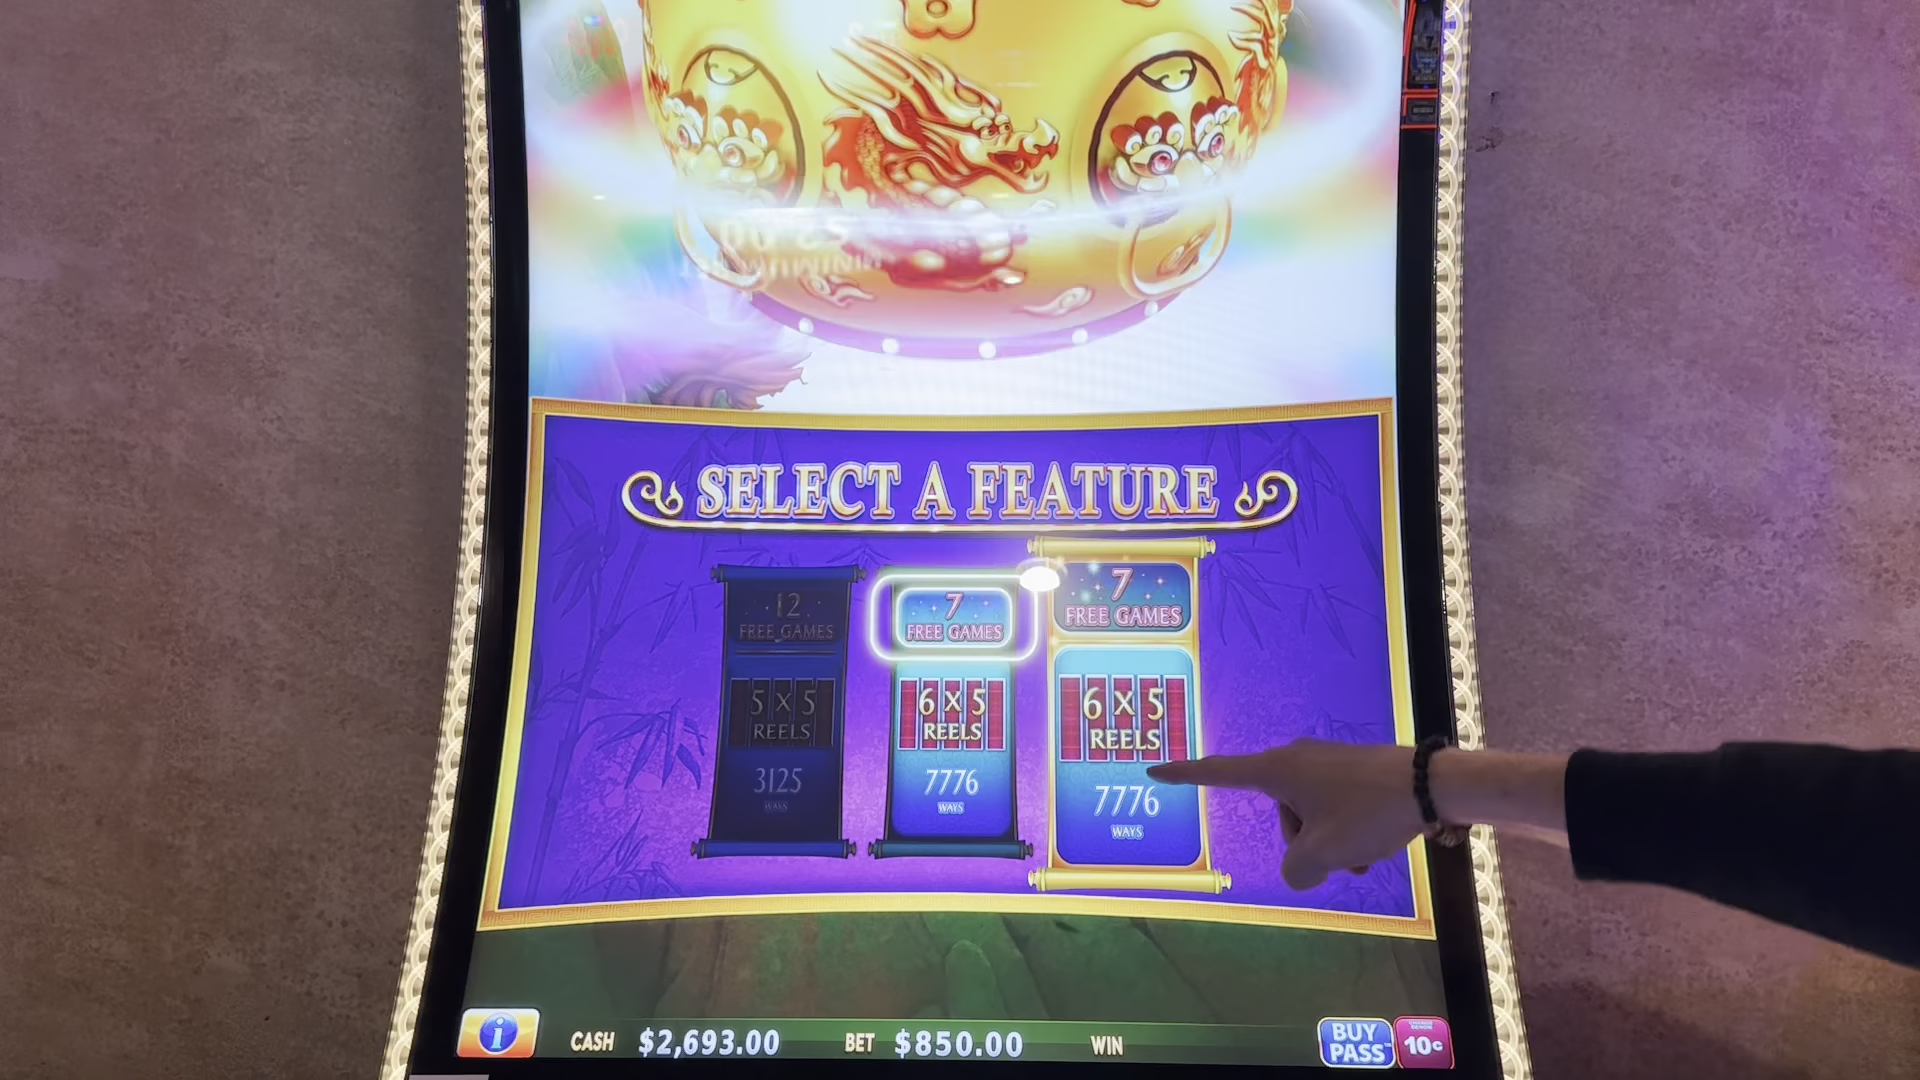 SELECT A FEATURE
12
FREE GAMES
5 X 5
REELS
3125
WAYS
7
FREE GAMES
6 X 5
REELS
7776
WAYS
7
FREE GAMES
6 X 5
REELS
7776
WAYS
i
CASH $2,693.00 BET $850.00 WIN
BUY
PASS
10¢